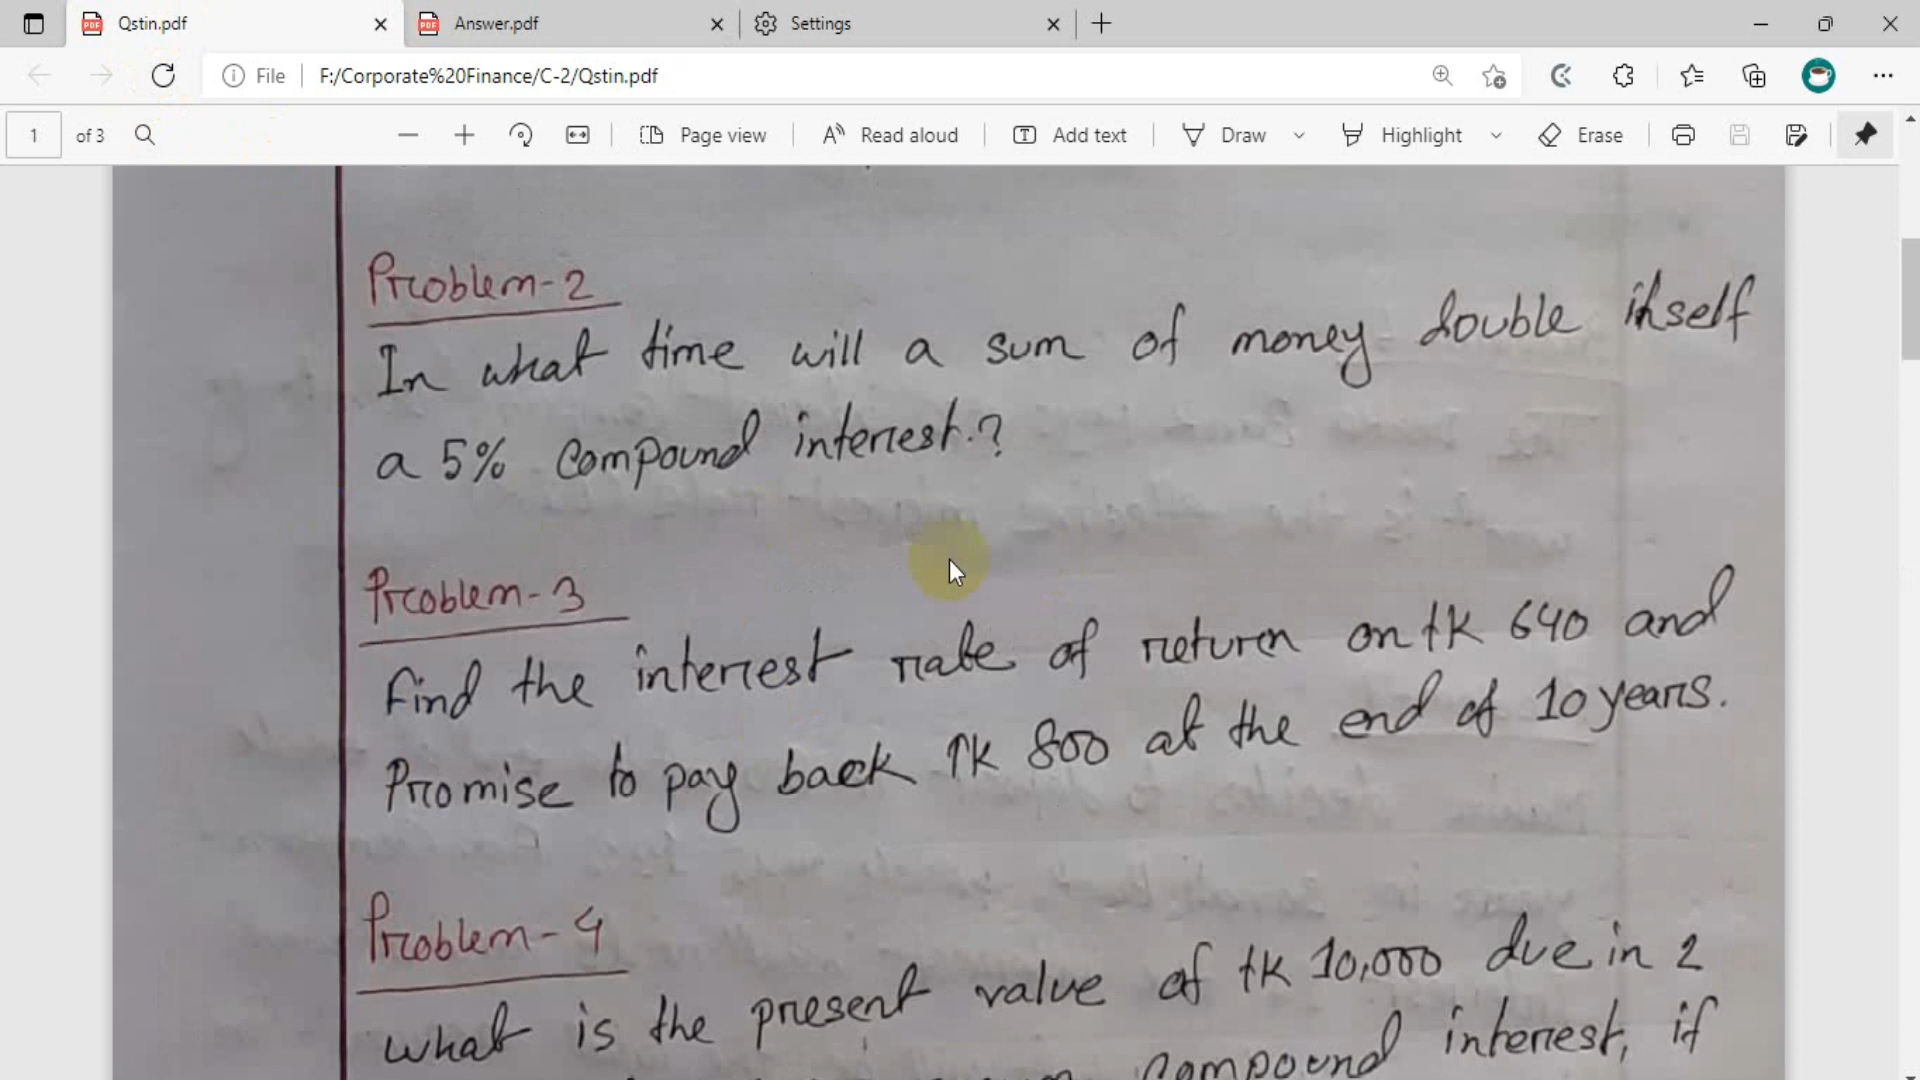 Qstin.pdf
Answer.pdf
Settings
File
F:/Corporate%20Finance/C-2/Qstin.pdf
1 of 3
Page view
Read aloud
Add text
Draw
Highlight
Erase
Problem-2
In what time will a sum of money double itself
a 5% compound interest.?
Problem-3
Find the interest rate of return on tk 640 and
Promise to pay back TK 800 at the end of 10 years.
Problem-4
what is the present value of tk 10,000 due in 2
compound interest, if